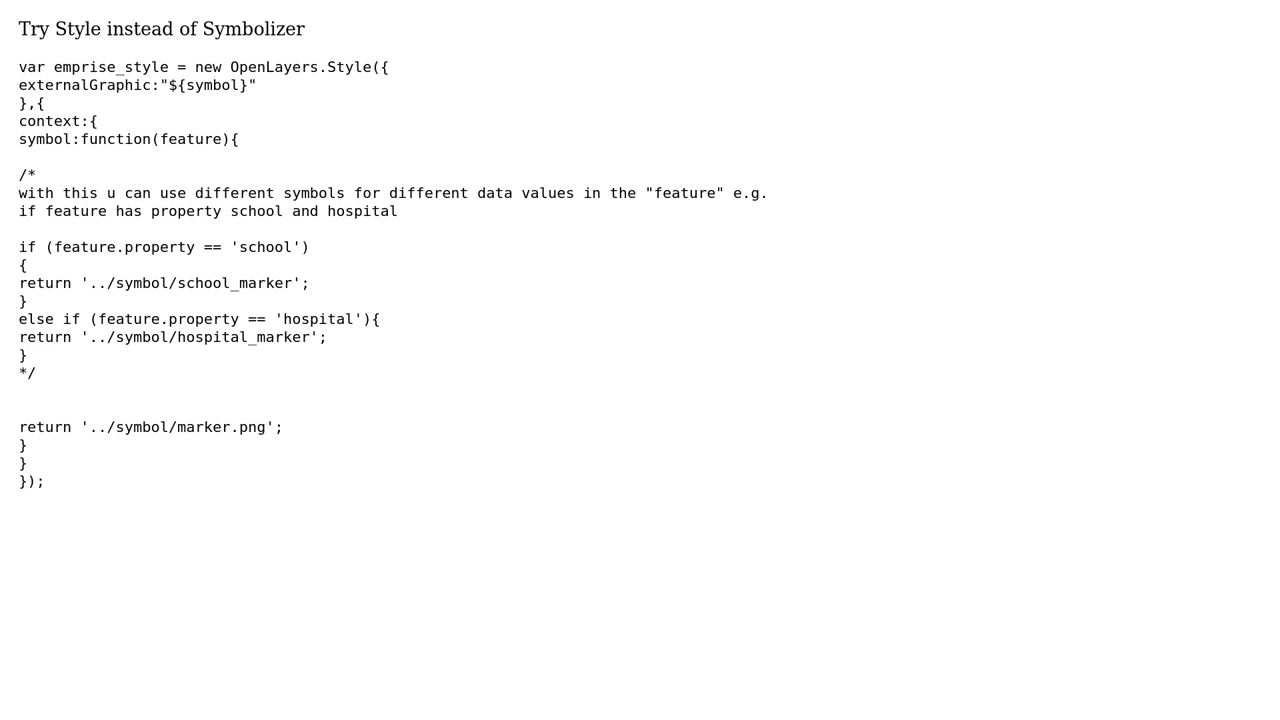 Try Style instead of Symbolizer
var emprise_style = new OpenLayers.Style({
externalGraphic:"${symbol}"
},{
context:{
symbol:function(feature){
/*
with this u can use different symbols for different data values in the "feature" e.g.
if feature has property school and hospital
if (feature.property == 'school')
{
return '../symbol/school_marker';
}
else if (feature.property == 'hospital'){
return '../symbol/hospital_marker';
}
*/
return '../symbol/marker.png';
}
}
});